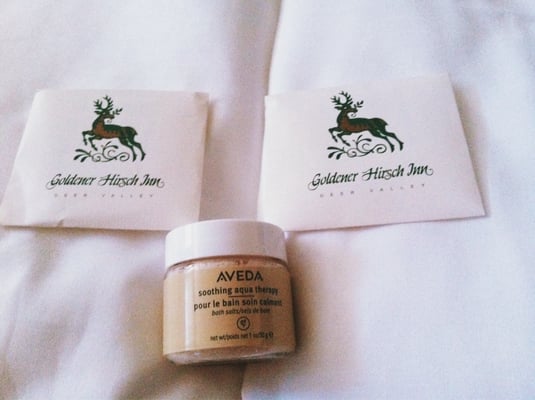 Goldener Hirsch Inn
DEER VALLEY
Goldener Hirsch Inn
DEER VALLEY
AVEDA
soothing aqua therapy
pour le bain soin calmant
bath salts/sels de bain
net wt/poids net 1 oz/30 g